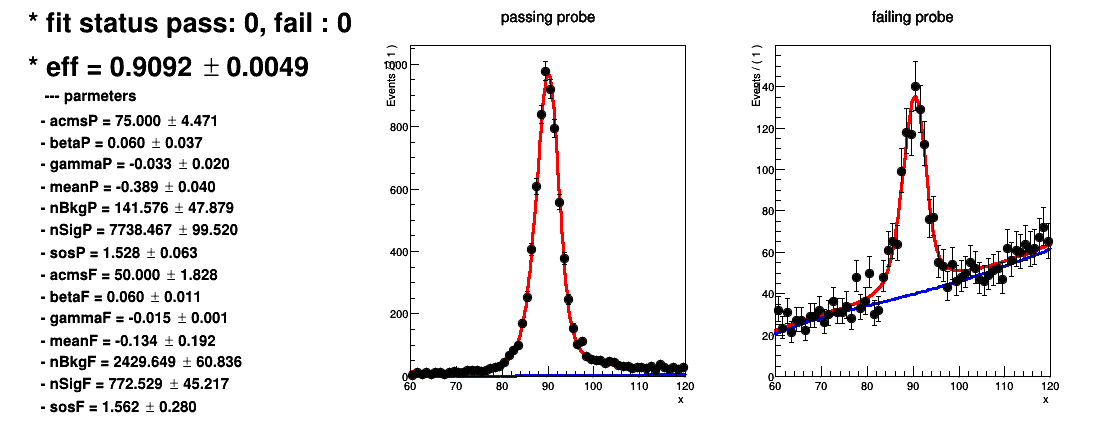 * fit status pass: 0, fail : 0
* eff = 0.9092 ± 0.0049
--- parmeters
- acmsP = 75.000 ± 4.471
- betaP = 0.060 ± 0.037
- gammaP = -0.033 ± 0.020
- meanP = -0.389 ± 0.040
- nBkgP = 141.576 ± 47.879
- nSigP = 7738.467 ± 99.520
- sosP = 1.528 ± 0.063
- acmsF = 50.000 ± 1.828
- betaF = 0.060 ± 0.011
- gammaF = -0.015 ± 0.001
- meanF = -0.134 ± 0.192
- nBkgF = 2429.649 ± 60.836
- nSigF = 772.529 ± 45.217
- sosF = 1.562 ± 0.280
passing probe
Events / ( 1 )
1000
800
600
400
200
0
60 70 80 90 100 110 120
x
failing probe
Events / ( 1 )
140
120
100
80
60
40
20
0
60 70 80 90 100 110 120
x